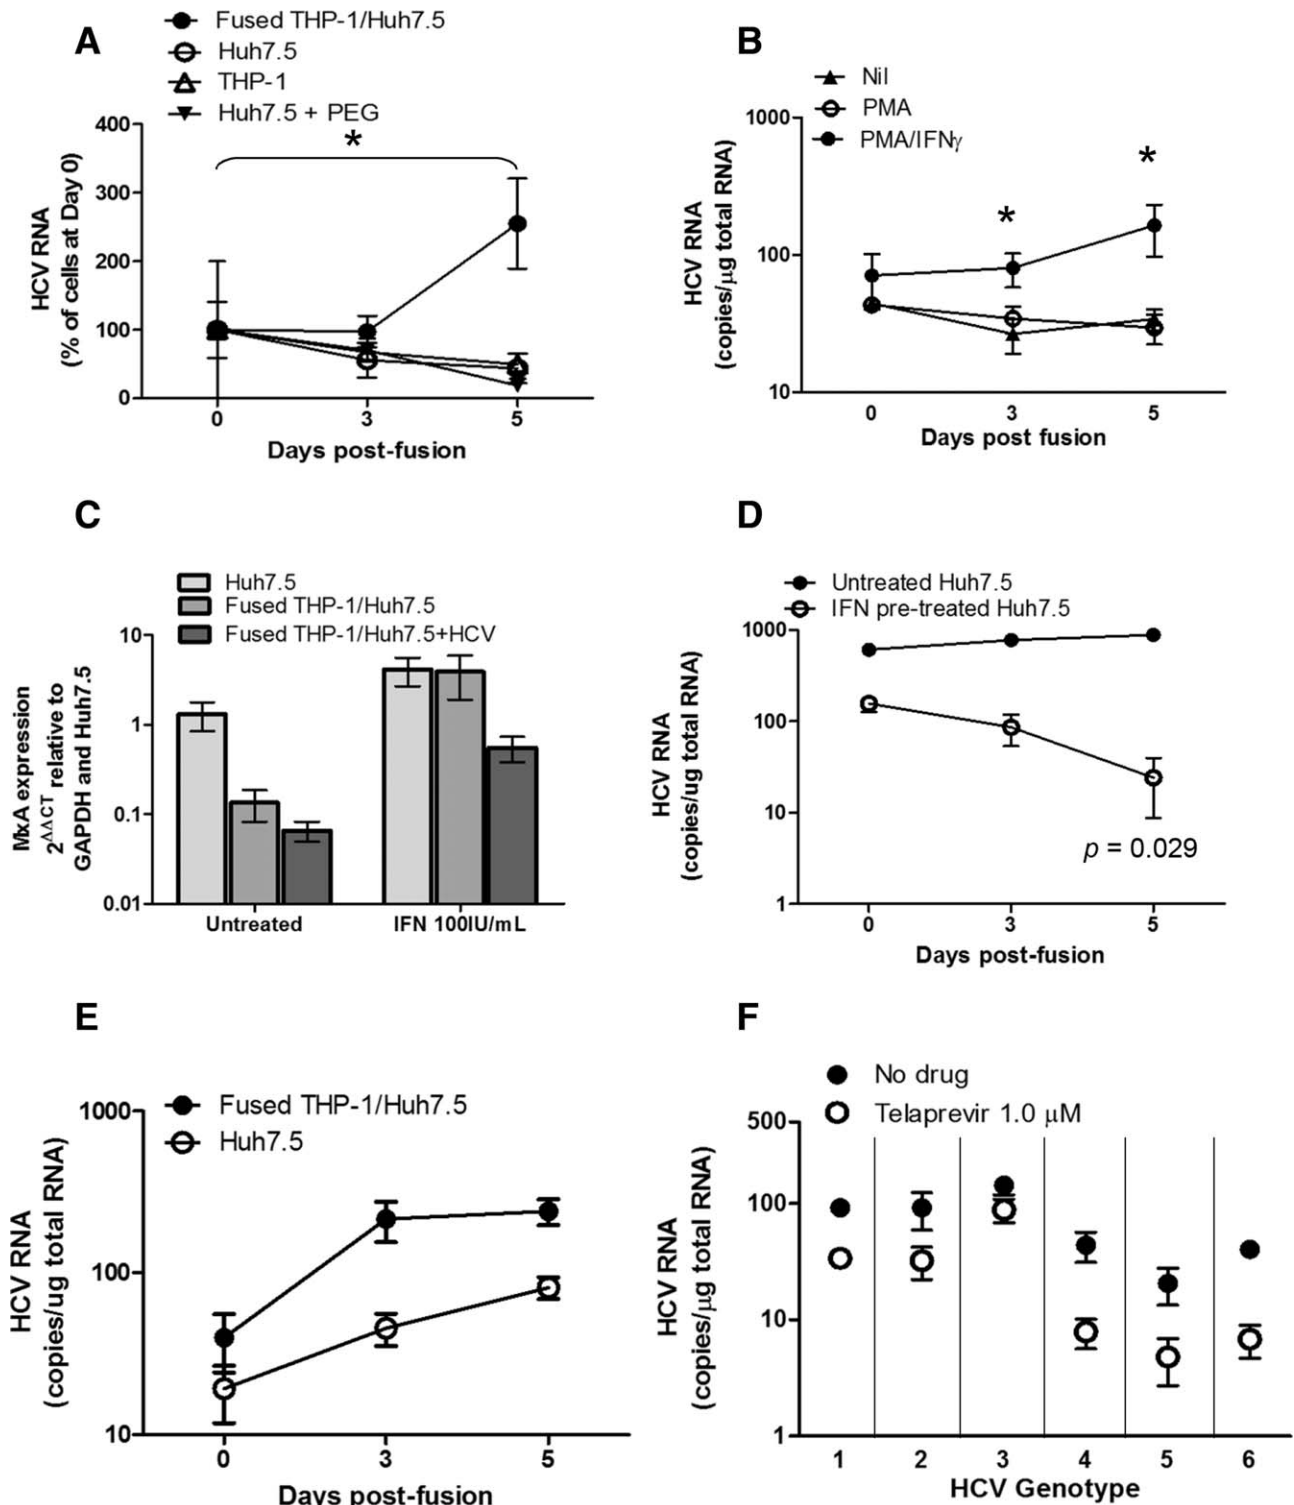 A
Fused THP-1/Huh7.5
Huh7.5
THP-1
Huh7.5 + PEG
HCV RNA
(% of cells at Day 0)
400
300
200
100
0
*
0 3 5
Days post-fusion
B
Nil
PMA
PMA/IFNγ
HCV RNA
(copies/µg total RNA)
1000
100
10
*
*
0 3 5
Days post fusion
C
Huh7.5
Fused THP-1/Huh7.5
Fused THP-1/Huh7.5+HCV
MxA expression
2^ΔΔCT relative to
GAPDH and Huh7.5
10
1
0.1
0.01
Untreated IFN 100IU/mL
D
Untreated Huh7.5
IFN pre-treated Huh7.5
HCV RNA
(copies/ug total RNA)
1000
100
10
1
p = 0.029
0 3 5
Days post-fusion
E
Fused THP-1/Huh7.5
Huh7.5
HCV RNA
(copies/ug total RNA)
1000
100
10
0 3 5
Days post-fusion
F
No drug
Telaprevir 1.0 µM
HCV RNA
(copies/µg total RNA)
500
100
10
1
1 2 3 4 5 6
HCV Genotype